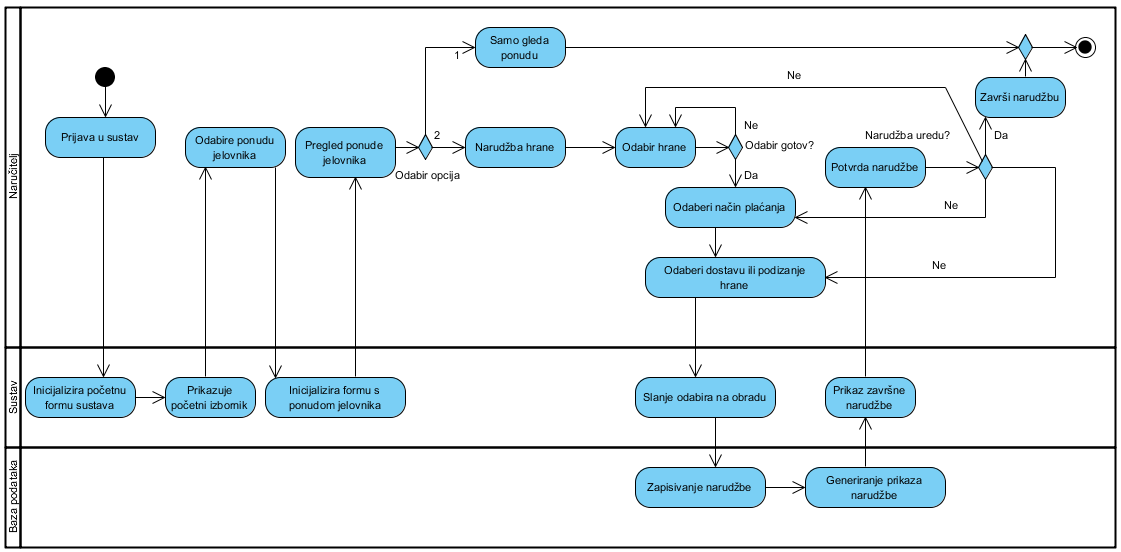 Naručitolj
Samo gleda
ponudu
1
Ne
Završi narudžbu
Prijava u sustav
Odabire ponudu
jelovnika
Pregled ponude
jelovnika
2
Odabir opcija
Narudžba hrane
Odabir hrane
Ne
Odabir gotov?
Da
Narudžba uredu?
Da
Potvrda narudžbe
Odaberi način plaćanja
Ne
Odaberi dostavu ili podizanje
hrane
Ne
Sustav
Inicijalizira početnu
formu sustava
Prikazuje
početni izbornik
Inicijalizira formu s
ponudom jelovnika
Slanje odabira na obradu
Prikaz završne
narudžbe
Baza podataka
Zapisivanje narudžbe
Generiranje prikaza
narudžbe